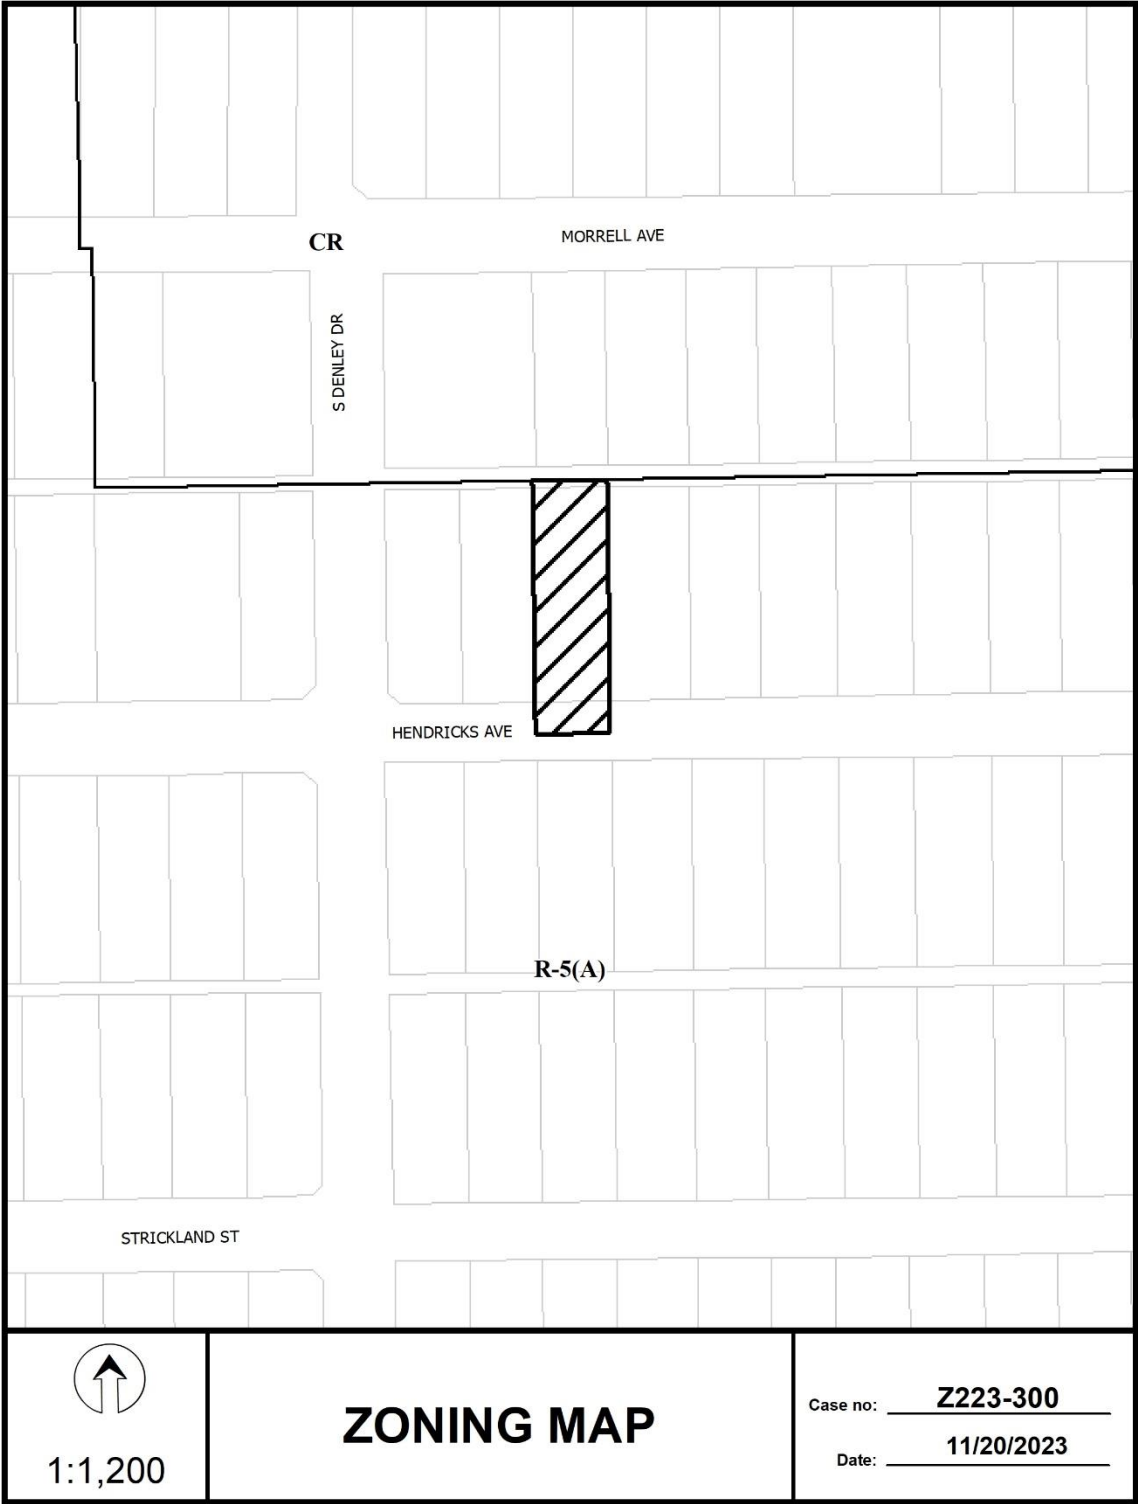 CR
MORRELL AVE
S DENLEY DR
HENDRICKS AVE
R-5(A)
STRICKLAND ST
1:1,200
ZONING MAP
Case no: Z223-300
Date: 11/20/2023